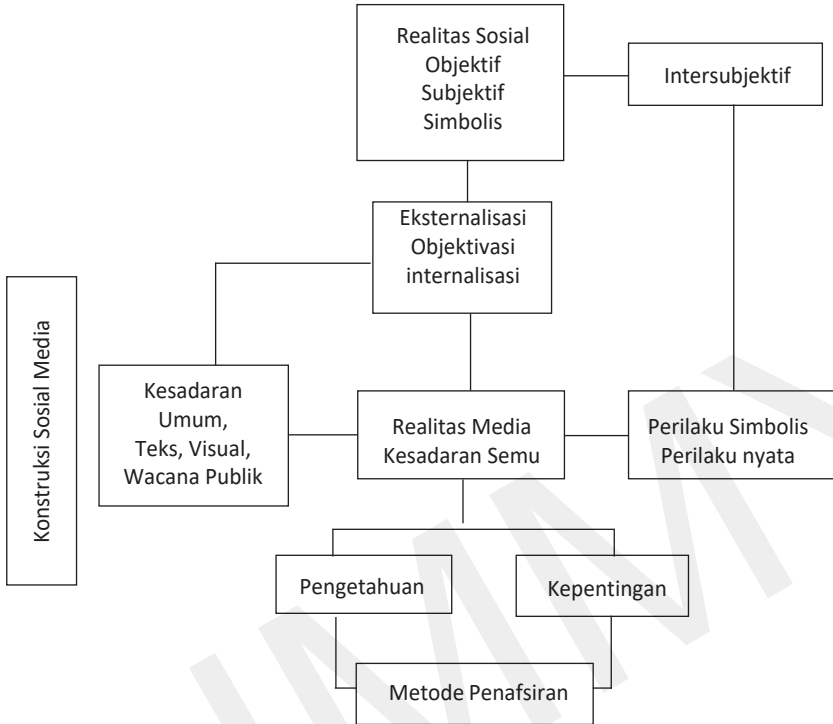 Realitas Sosial
Objektif
Subjektif
Simbolis
Intersubjektif
Eksternalisasi
Objektivasi
internalisasi
Konstruksi Sosial Media
Kesadaran
Umum,
Teks, Visual,
Wacana Publik
Realitas Media
Kesadaran Semu
Perilaku Simbolis
Perilaku nyata
Pengetahuan
Kepentingan
Metode Penafsiran